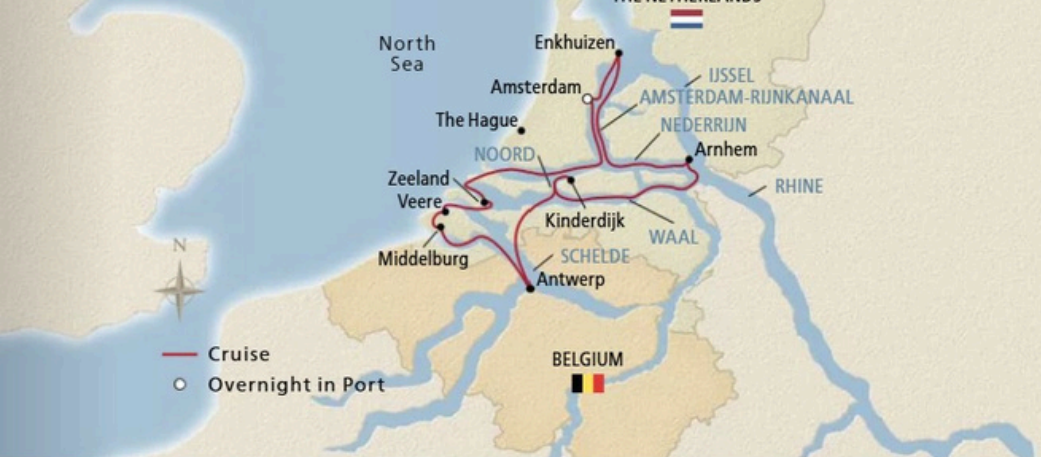 THE NETHERLANDS
North
Sea
Enkhuizen
IJSSEL
Amsterdam
AMSTERDAM-RIJNKANAAL
The Hague
NEDERRIJN
NOORD
Arnhem
Zeeland
RHINE
Veere
Kinderdijk
WAAL
Middelburg
SCHELDE
N
Antwerp
Cruise
BELGIUM
Overnight in Port